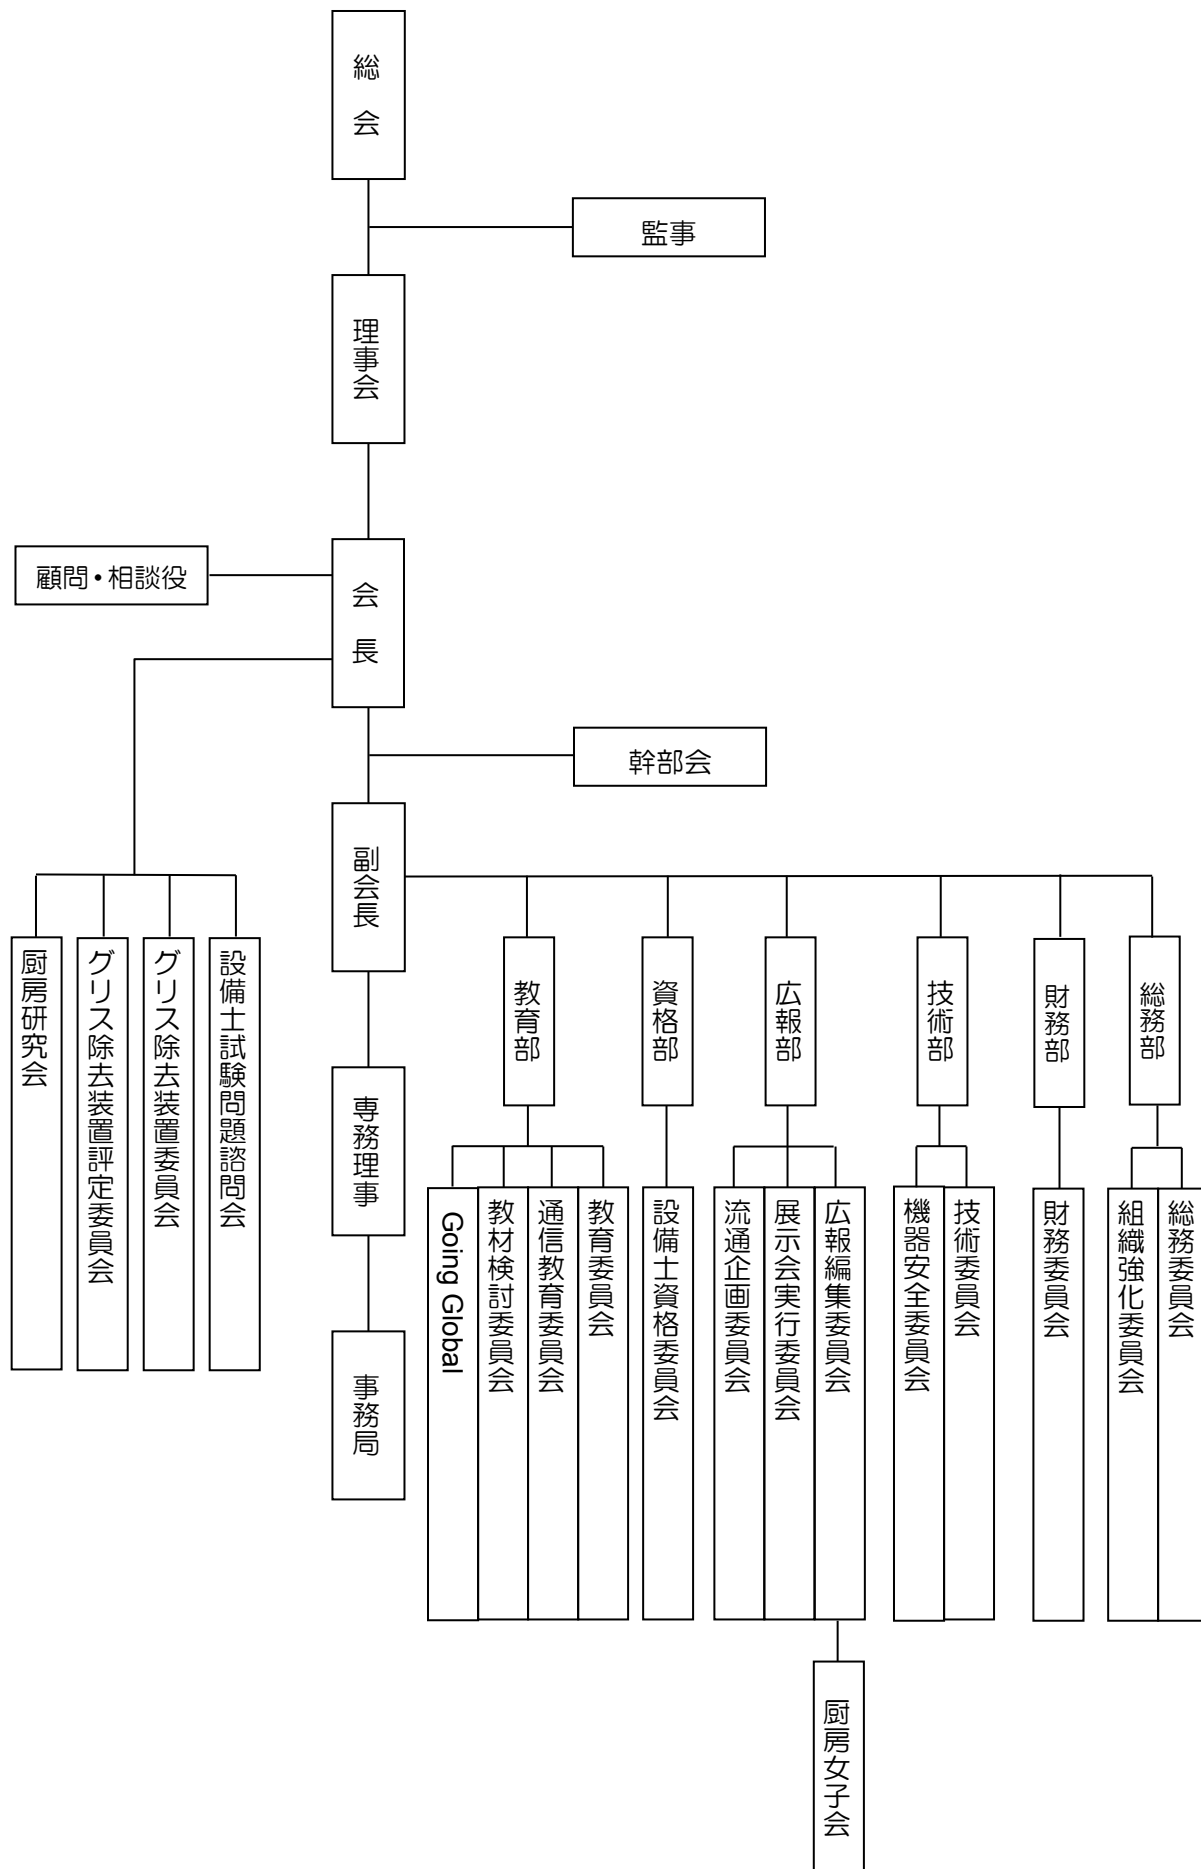 総会
監事
理事会
顧問・相談役
会長
幹部会
副会長
専務理事
事務局
総務部
財務部
技術部
広報部
資格部
教育部
設備士試験問題諮問会
グリス除去装置委員会
グリス除去装置評定委員会
厨房研究会
総務委員会
組織強化委員会
財務委員会
技術委員会
機器安全委員会
広報編集委員会
展示会実行委員会
流通企画委員会
設備士資格委員会
教育委員会
通信教育委員会
教材検討委員会
Going Global
厨房女子会